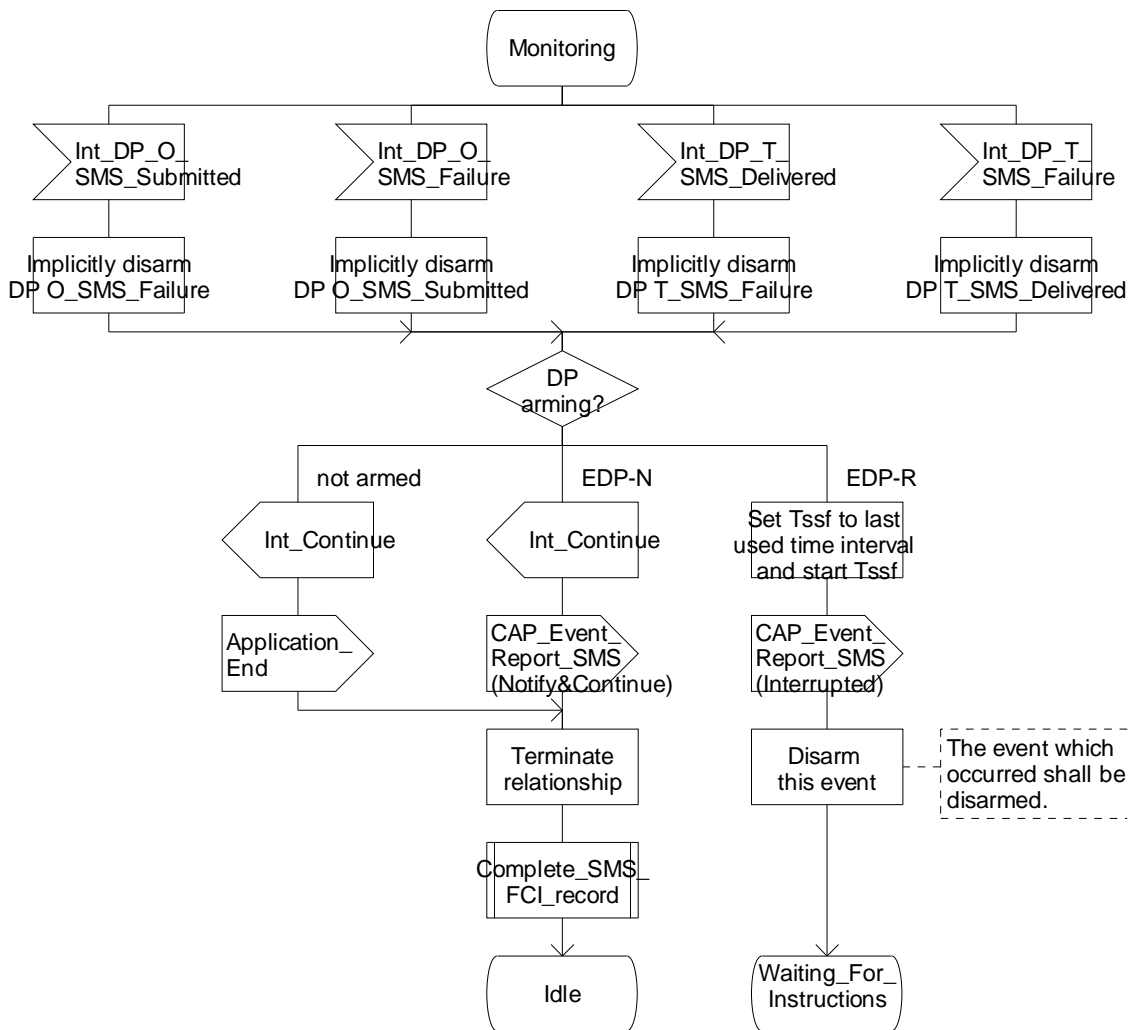 Monitoring
Int_DP_O_
SMS_Submitted
Int_DP_O_
SMS_Failure
Int_DP_T_
SMS_Delivered
Int_DP_T_
SMS_Failure
Implicitly disarm
DP O_SMS_Failure
Implicitly disarm
DP O_SMS_Submitted
Implicitly disarm
DP T_SMS_Failure
Implicitly disarm
DP T_SMS_Delivered
DP
arming?
not armed
EDP-N
EDP-R
Int_Continue
Int_Continue
Set Tssf to last
used time interval
and start Tssf
Application_
End
CAP_Event_
Report_SMS
(Notify&Continue)
CAP_Event_
Report_SMS
(Interrupted)
Terminate
relationship
Disarm
this event
The event which
occurred shall be
disarmed.
Complete_SMS_
FCI_record
Idle
Waiting_For_
Instructions